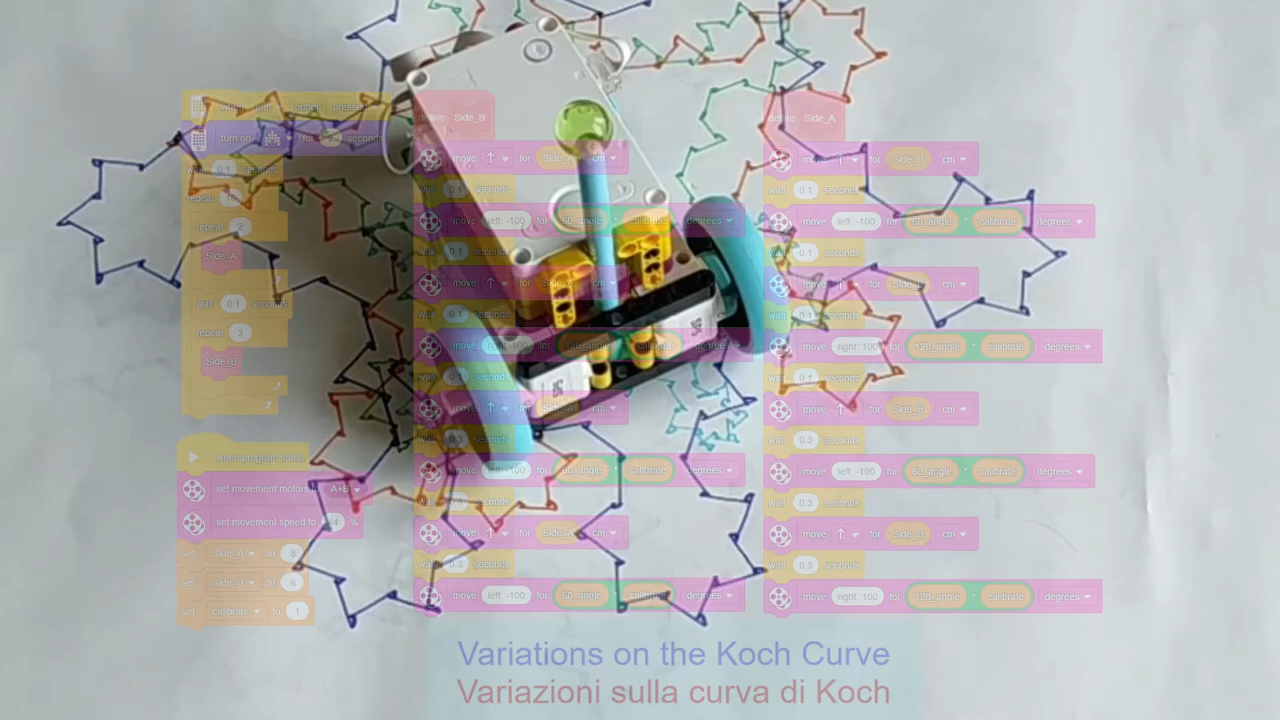 when left button pressed
turn on for 2 seconds
wait 0.1 seconds
repeat 10
repeat 2
Side_A
wait 0.1 seconds
repeat 3
Side_B
when program starts
set movement motors to A+B
set movement speed to %
set Side_A to 8
set Side_B to 6
set calibrate to 1
define Side_B
move for Side_A cm
wait 0.1 seconds
move left: -100 for 60_angle * calibrate degrees
wait 0.1 seconds
move for Side_A cm
wait 0.1 seconds
move right: 100 for 120_angle * calibrate degrees
wait 0.1 seconds
move for Side_A cm
wait 0.3 seconds
move left: -100 for 60_angle * calibrate degrees
wait 0.3 seconds
move for Side_A cm
wait 0.3 seconds
move left: -100 for 60_angle * calibrate degrees
define Side_A
move for Side_B cm
wait 0.1 seconds
move left: -100 for 60_angle * calibrate degrees
wait 0.1 seconds
move for Side_B cm
wait 0.1 seconds
move right: 100 for 120_angle * calibrate degrees
wait 0.1 seconds
move for Side_B cm
wait 0.3 seconds
move left: -100 for 60_angle * calibrate degrees
wait 0.3 seconds
move for Side_B cm
wait 0.3 seconds
move right: 100 for 120_angle * calibrate degrees
Variations on the Koch Curve
Variazioni sulla curva di Koch